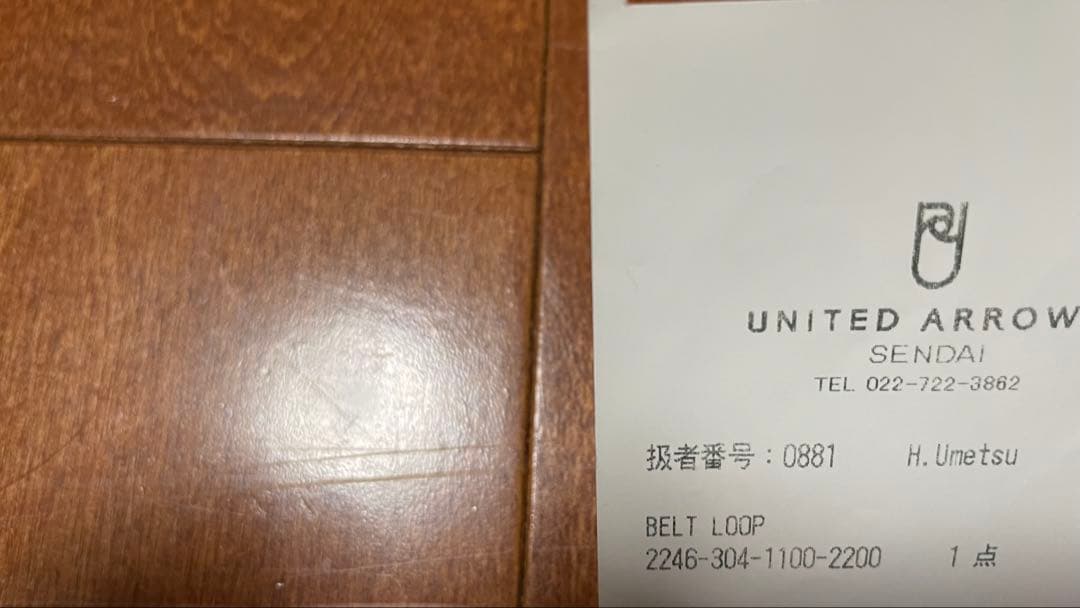 UNITED ARROW
SENDAI
TEL. 022-722-3862
扱者番号:0881 H.Umetsu
BELT LOOP
2246-304-1100-2200 1 点